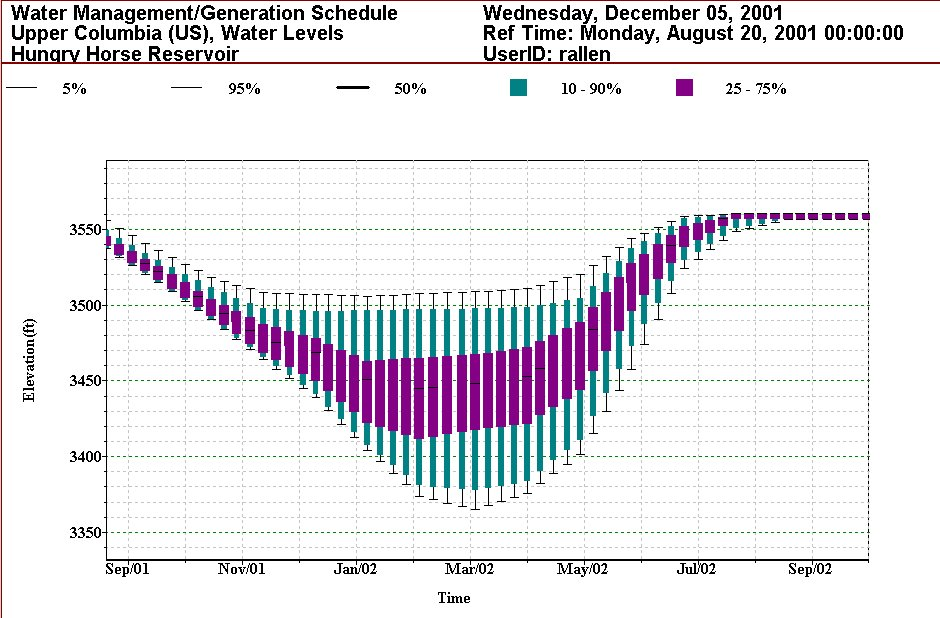 Water Management/Generation Schedule
Upper Columbia (US), Water Levels
Hungry Horse Reservoir
Wednesday, December 05, 2001
Ref Time: Monday, August 20, 2001 00:00:00
UserID: rallen
5% 95% 50% 10 - 90% 25 - 75%
Elevation(ft)
3550
3500
3450
3400
3350
Sep/01 Nov/01 Jan/02 Mar/02 May/02 Jul/02 Sep/02
Time